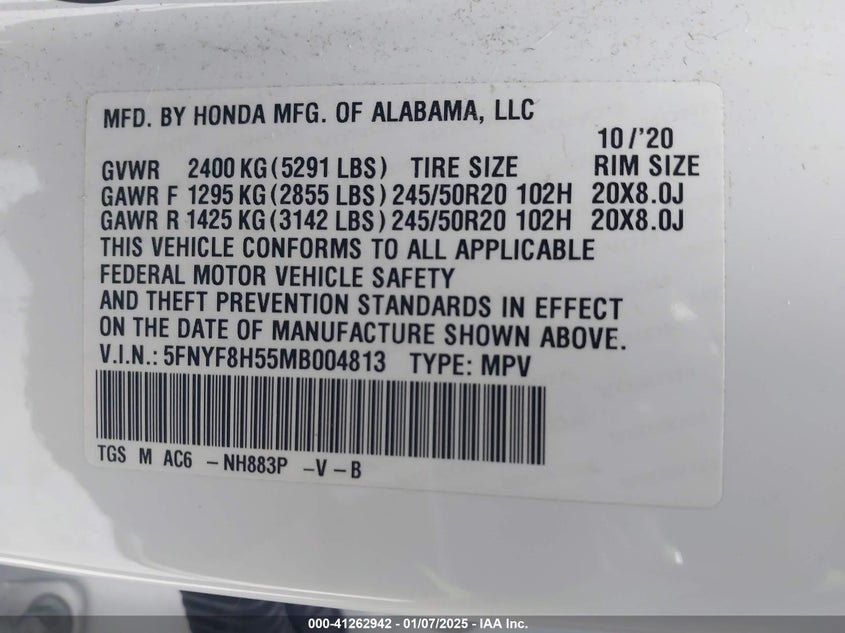 MFD. BY HONDA MFG. OF ALABAMA, LLC
10/'20
GVWR 2400 KG(5291 LBS) TIRE SIZE RIM SIZE
GAWR F 1295 KG(2855 LBS) 245/50R20 102H 20X8.0J
GAWR R 1425 KG(3142 LBS) 245/50R20 102H 20X8.0J
THIS VEHICLE CONFORMS TO ALL APPLICABLE
FEDERAL MOTOR VEHICLE SAFETY
AND THEFT PREVENTION STANDARDS IN EFFECT
ON THE DATE OF MANUFACTURE SHOWN ABOVE.
V.I.N.: 5FNYF8H55MB004813 TYPE: MPV
TGS M AC6 -NH883P -V-B
000-41262942 - 01/07/2025 - IAA Inc.